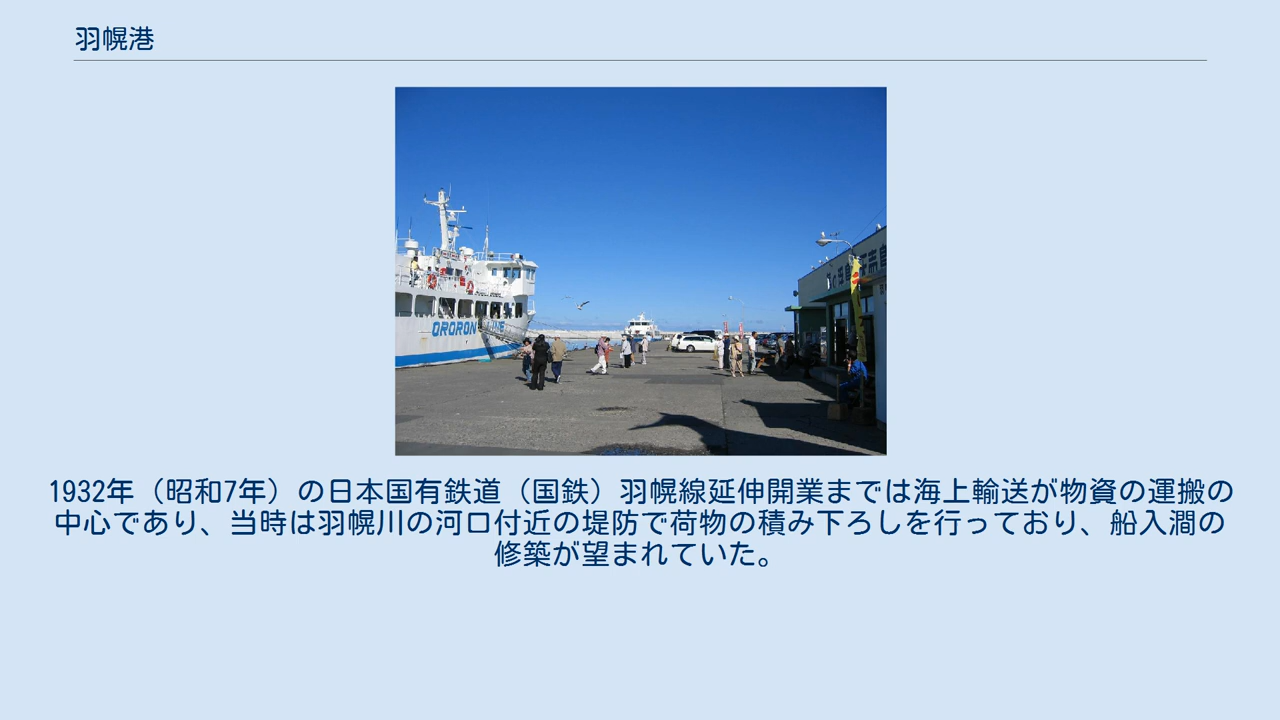 羽幌港
ORORON LINE
1932年（昭和7年）の日本国有鉄道（国鉄）羽幌線延伸開業までは海上輸送が物資の運搬の
中心であり、当時は羽幌川の河口付近の堤防で荷物の積み下ろしを行っており、船入澗の
修築が望まれていた。